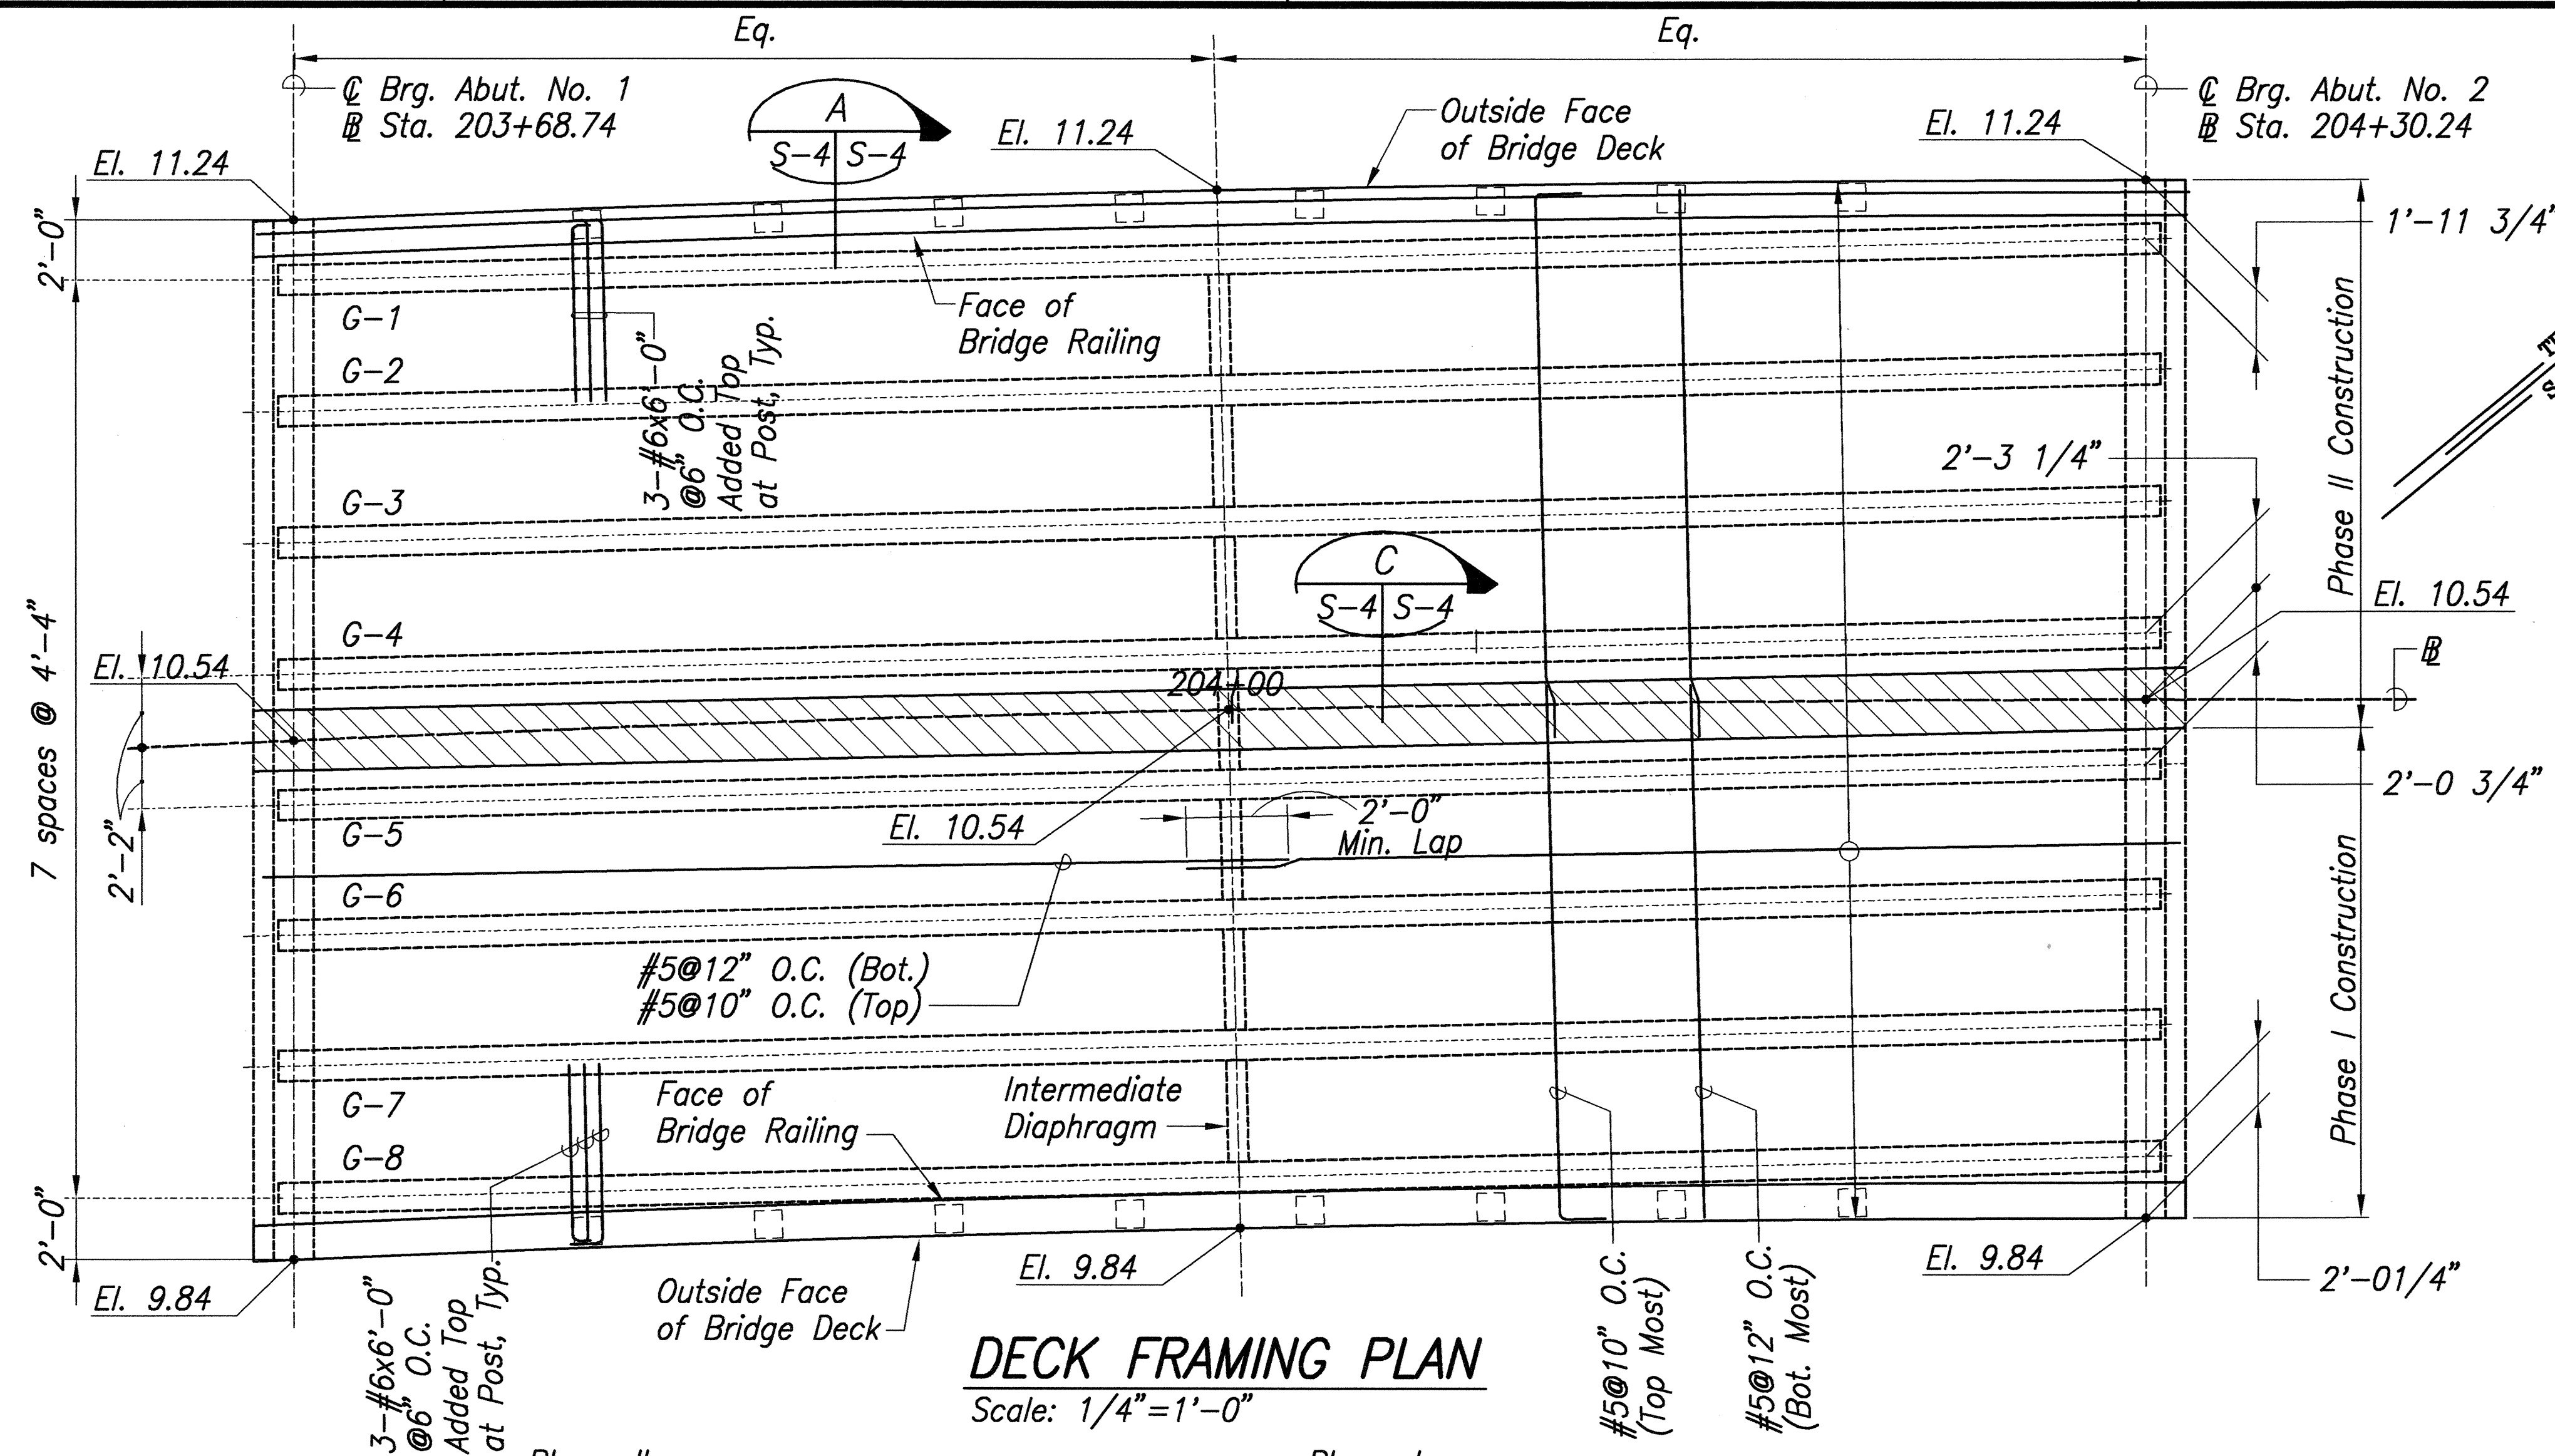 Eq.
Eq.
℄ Brg. Abut. No. 1
BL Sta. 203+68.74
℄ Brg. Abut. No. 2
BL Sta. 204+30.24
A
S-4 S-4
El. 11.24
El. 11.24
El. 11.24
Outside Face
of Bridge Deck
2'-0"
1'-11 3/4"
G-1
Face of
Bridge Railing
G-2
3-#6x6'-0"
@6" O.C.
Added Top
at Post, Typ.
Phase II Construction
2'-3 1/4"
G-3
C
S-4 S-4
G-4
El. 10.54
El. 10.54
BL
204+00
7 spaces @ 4'-4"
2'-2"
El. 10.54
2'-0"
Min. Lap
2'-0 3/4"
G-5
G-6
#5@12" O.C. (Bot.)
#5@10" O.C. (Top)
Phase I Construction
G-7
Face of
Bridge Railing
Intermediate
Diaphragm
G-8
2'-0"
El. 9.84
El. 9.84
El. 9.84
2'-01/4"
3-#6x6'-0"
@6" O.C.
Added Top
at Post, Typ.
Outside Face
of Bridge Deck
#5@10" O.C.
(Top Most)
#5@12" O.C.
(Bot. Most)
DECK FRAMING PLAN
Scale: 1/4"=1'-0"